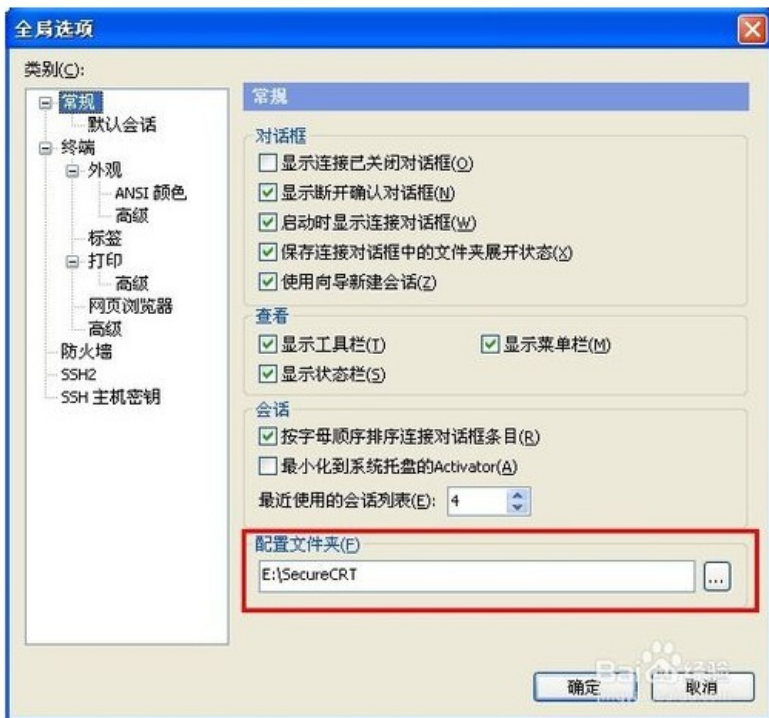 全局选项
类别(C):
常规
默认会话
终端
外观
ANSI 颜色
高级
标签
打印
高级
网页浏览器
高级
防火墙
SSH2
SSH 主机密钥
常规
对话框
显示连接已关闭对话框(O)
显示断开确认对话框(N)
启动时显示连接对话框(W)
保存连接对话框中的文件夹展开状态(X)
使用向导新建会话(Z)
查看
显示工具栏(T) 显示菜单栏(M)
显示状态栏(S)
会话
按字母顺序排序连接对话框条目(R)
最小化到系统托盘的Activator(A)
最近使用的会话列表(E): 4
配置文件夹(F)
E:\SecureCRT ...
确定 取消
Bai 经验